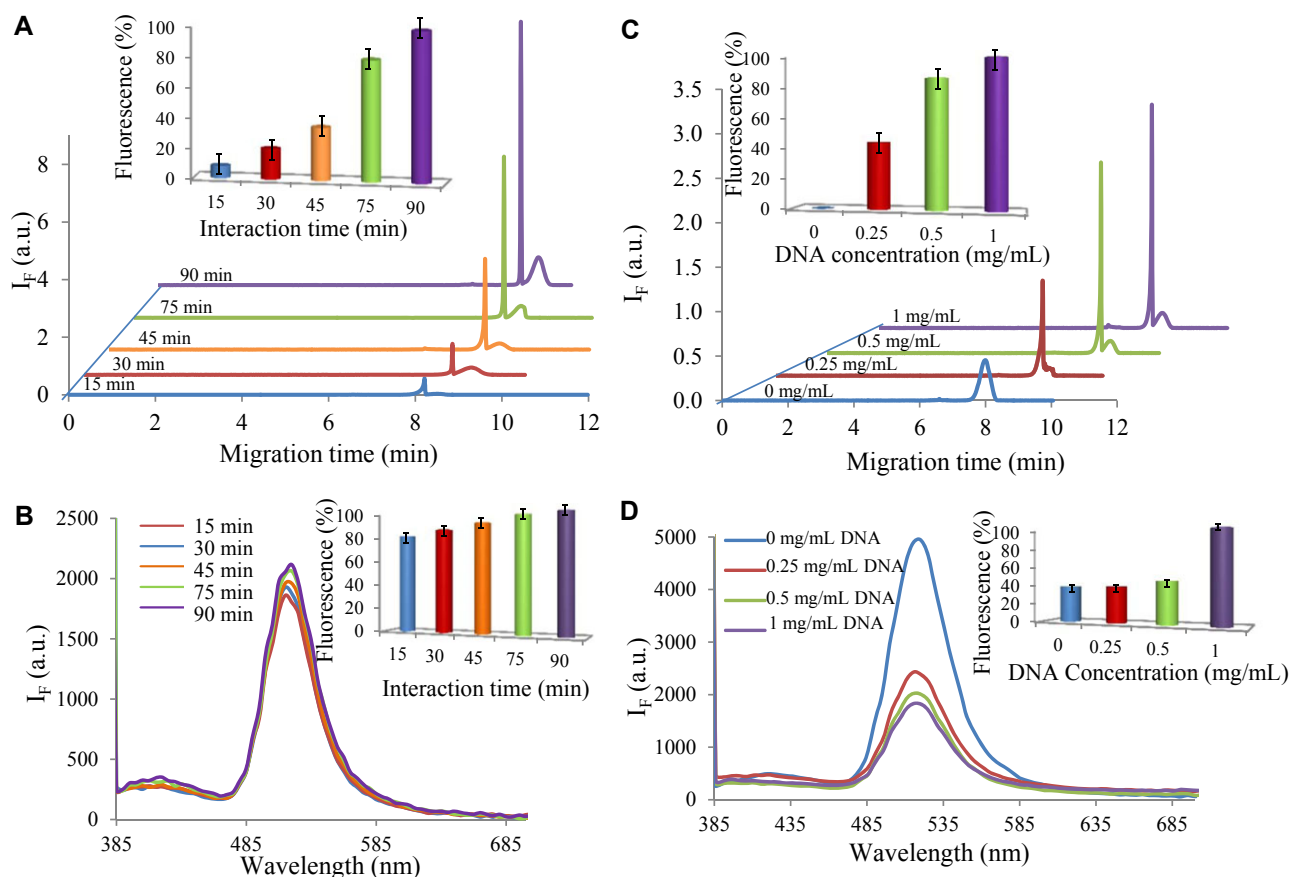 A
Fluorescence (%)
100
80
60
40
20
0
15 30 45 75 90
Interaction time (min)
I_F (a.u.)
8
6
4
2
0
90 min
75 min
45 min
30 min
15 min
0 2 4 6 8 10 12
Migration time (min)
C
Fluorescence (%)
100
80
60
40
20
0
0 0.25 0.5 1
DNA concentration (mg/mL)
I_F (a.u.)
3.5
3.0
2.5
2.0
1.5
1.0
0.5
0.0
1 mg/mL
0.5 mg/mL
0.25 mg/mL
0 mg/mL
0 2 4 6 8 10 12
Migration time (min)
B
I_F (a.u.)
2500
2000
1500
1000
500
0
15 min
30 min
45 min
75 min
90 min
Fluorescence (%)
100
80
60
40
20
0
15 30 45 75 90
Interaction time (min)
385 485 585 685
Wavelength (nm)
D
I_F (a.u.)
5000
4000
3000
2000
1000
0
0 mg/mL DNA
0.25 mg/mL DNA
0.5 mg/mL DNA
1 mg/mL DNA
Fluorescence (%)
100
80
60
40
20
0
0 0.25 0.5 1
DNA Concentration (mg/mL)
385 435 485 535 585 635 685
Wavelength (nm)